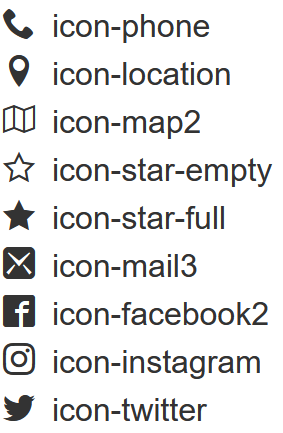 icon-phone
icon-location
icon-map2
icon-star-empty
icon-star-full
icon-mail3
icon-facebook2
icon-instagram
icon-twitter